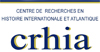 CENTRE DE RECHERCHES EN
HISTOIRE INTERNATIONALE ET ATLANTIQUE
crhia